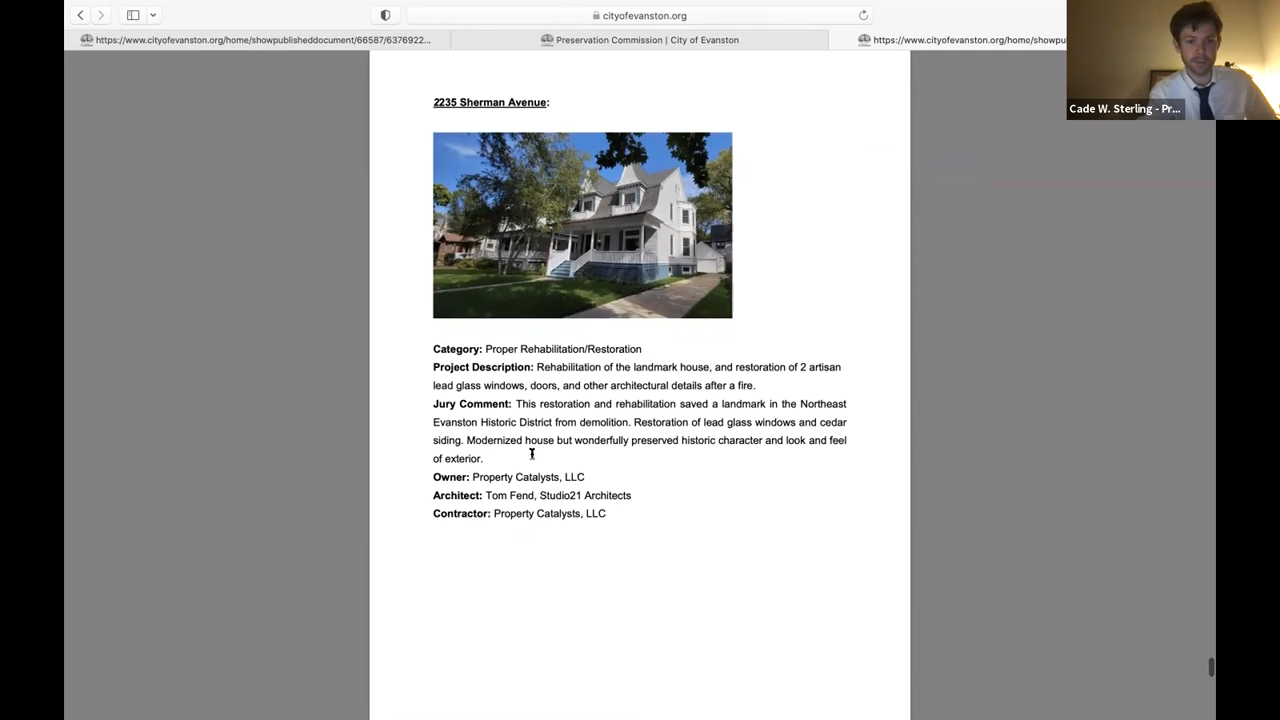 cityofevanston.org
https://www.cityofevanston.org/home/showpublisheddocument/66587/6376922...
Preservation Commission | City of Evanston
https://www.cityofevanston.org/home/showpu
Cade W. Sterling - Pr...
2235 Sherman Avenue:
Category: Proper Rehabilitation/Restoration
Project Description: Rehabilitation of the landmark house, and restoration of 2 artisan
lead glass windows, doors, and other architectural details after a fire.
Jury Comment: This restoration and rehabilitation saved a landmark in the Northeast
Evanston Historic District from demolition. Restoration of lead glass windows and cedar
siding. Modernized house but wonderfully preserved historic character and look and feel
of exterior.
Owner: Property Catalysts, LLC
Architect: Tom Fend, Studio21 Architects
Contractor: Property Catalysts, LLC